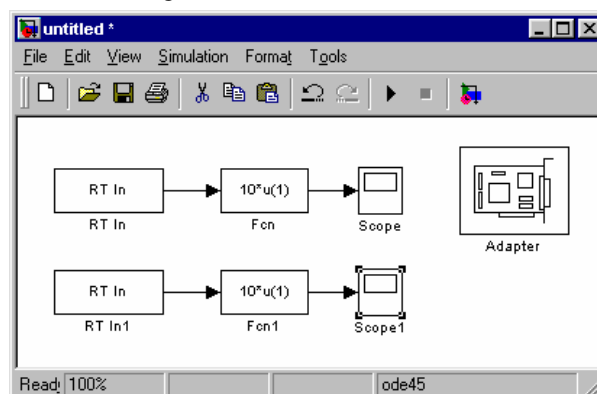 untitled *
File Edit View Simulation Format Tools
RT In 10*u(1)
RT In Fcn Scope
Adapter
RT In 10*u(1)
RT In1 Fcn1 Scope1
Ready 100% ode45